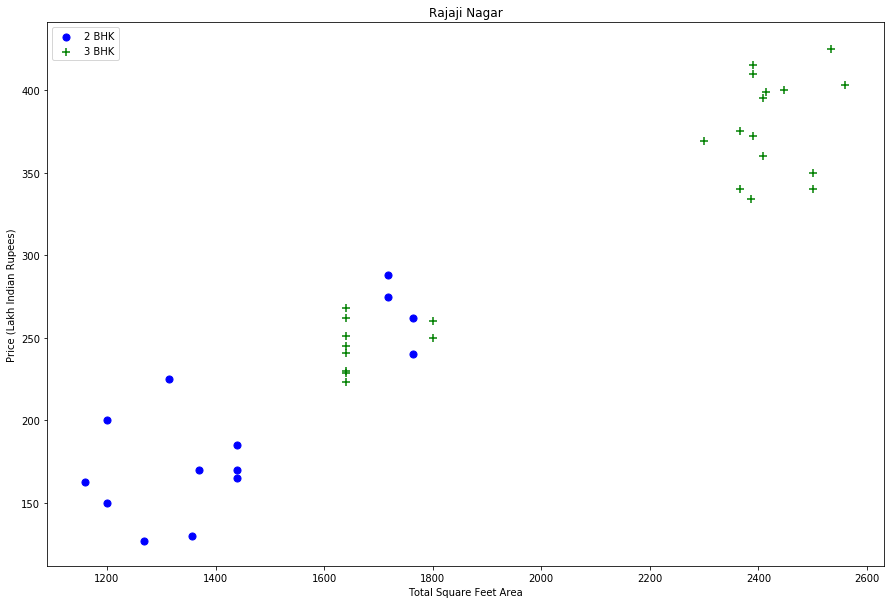 Rajaji Nagar
2 BHK
3 BHK
Price (Lakh Indian Rupees)
400
350
300
250
200
150
1200 1400 1600 1800 2000 2200 2400 2600
Total Square Feet Area